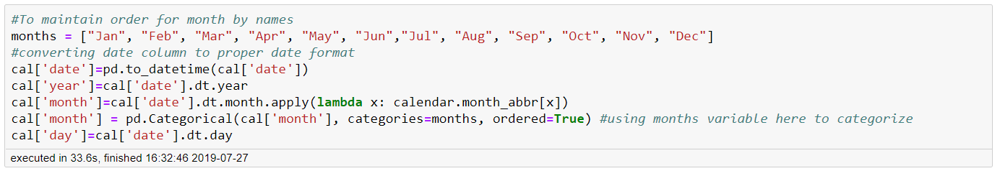 #To maintain order for month by names
months = ["Jan", "Feb", "Mar", "Apr", "May", "Jun","Jul", "Aug", "Sep", "Oct", "Nov", "Dec"]
#converting date column to proper date format
cal['date']=pd.to_datetime(cal['date'])
cal['year']=cal['date'].dt.year
cal['month']=cal['date'].dt.month.apply(lambda x: calendar.month_abbr[x])
cal['month'] = pd.Categorical(cal['month'], categories=months, ordered=True) #using months variable here to categorize
cal['day']=cal['date'].dt.day
executed in 33.6s, finished 16:32:46 2019-07-27